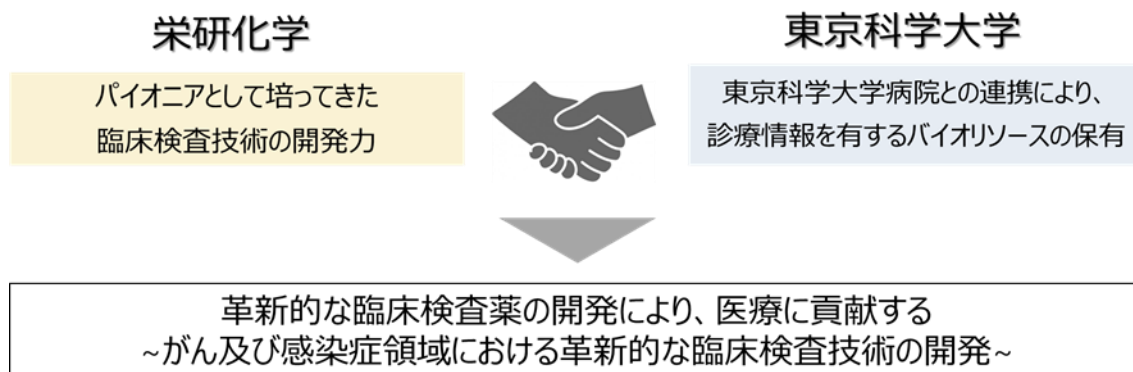 栄研化学
東京科学大学
パイオニアとして培ってきた
臨床検査技術の開発力
東京科学大学病院との連携により、
診療情報を有するバイオリソースの保有
革新的な臨床検査薬の開発により、医療に貢献する
~がん及び感染症領域における革新的な臨床検査技術の開発~